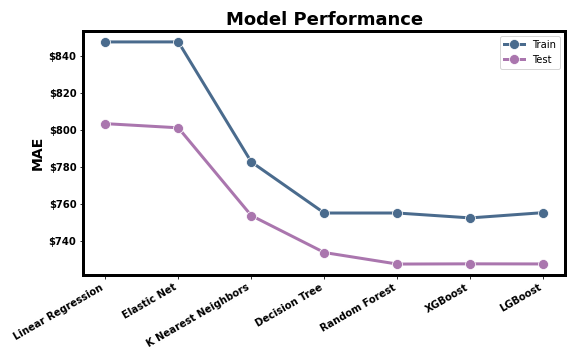 Model Performance
Train
Test
MAE
$840
$820
$800
$780
$760
$740
Linear Regression
Elastic Net
K Nearest Neighbors
Decision Tree
Random Forest
XGBoost
LGBoost